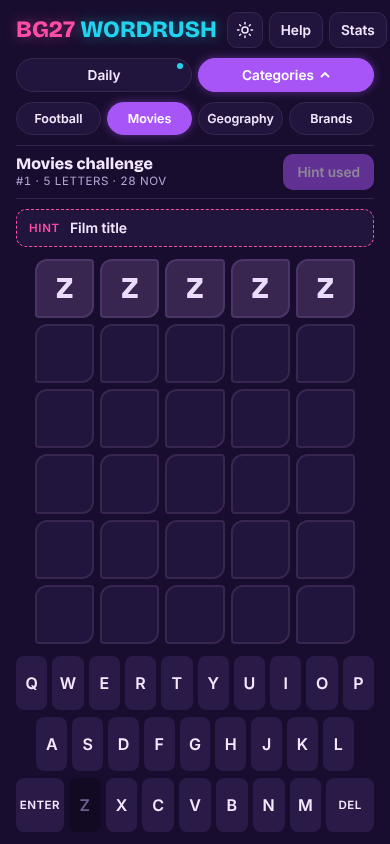 BG27 WORDRUSH Help Stats
Daily Categories
Football Movies Geography Brands
Movies challenge
#1 · 5 LETTERS · 28 NOV
Hint used
HINT Film title
Z Z Z Z Z
Q W E R T Y U I O P
A S D F G H J K L
ENTER Z X C V B N M DEL